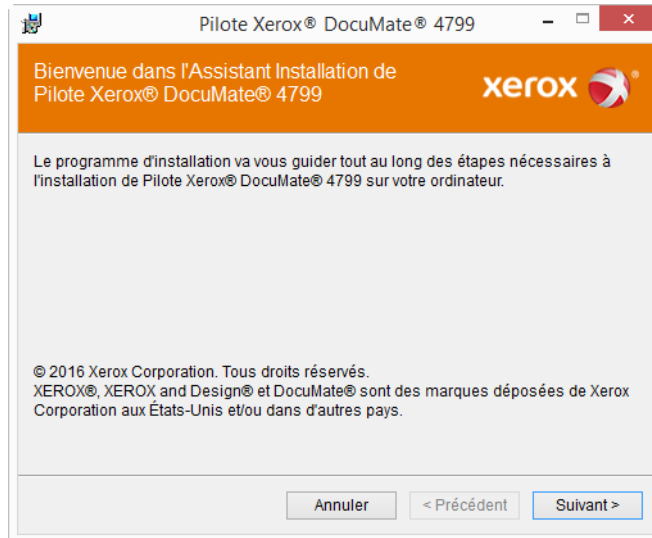 Pilote Xerox® DocuMate® 4799
Bienvenue dans l'Assistant Installation de
Pilote Xerox® DocuMate® 4799
xerox ®
Le programme d'installation va vous guider tout au long des étapes nécessaires à
l'installation de Pilote Xerox® DocuMate® 4799 sur votre ordinateur.
© 2016 Xerox Corporation. Tous droits réservés.
XEROX®, XEROX and Design® et DocuMate® sont des marques déposées de Xerox
Corporation aux États-Unis et/ou dans d'autres pays.
Annuler < Précédent Suivant >